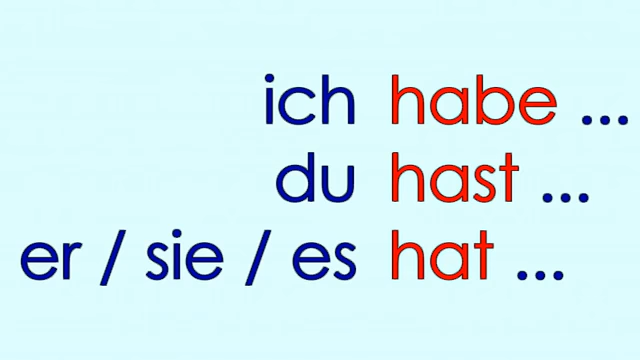 ich habe ...
du hast ...
er / sie / es hat ...